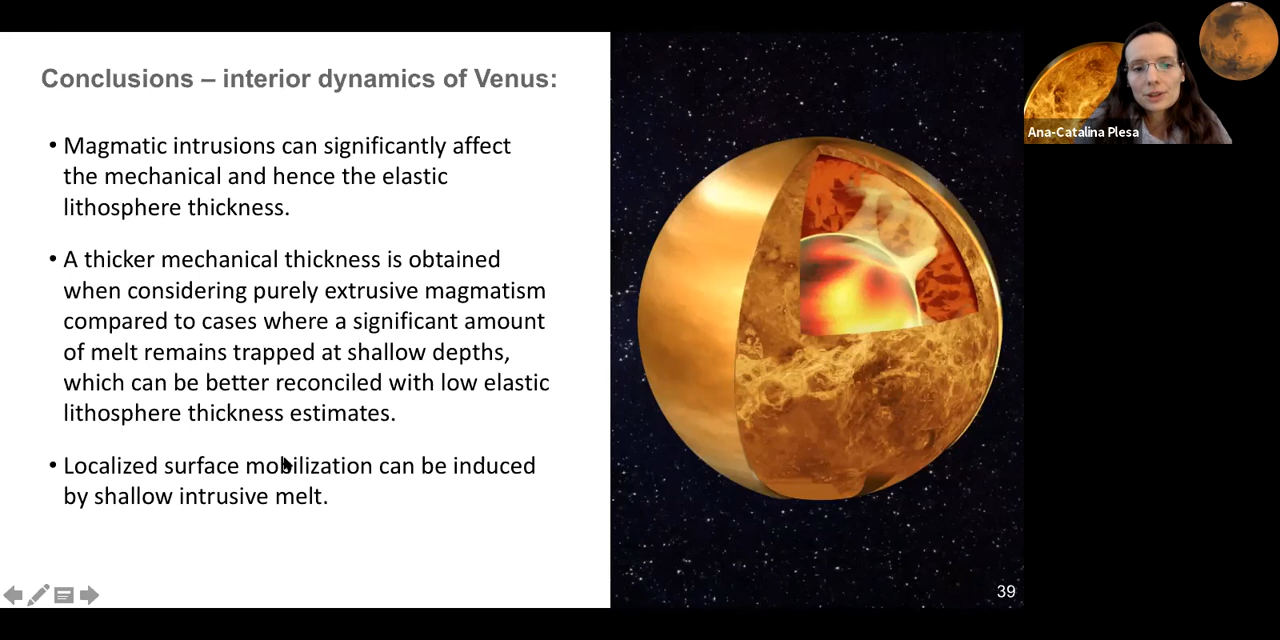 Conclusions – interior dynamics of Venus:
• Magmatic intrusions can significantly affect
the mechanical and hence the elastic
lithosphere thickness.
• A thicker mechanical thickness is obtained
when considering purely extrusive magmatism
compared to cases where a significant amount
of melt remains trapped at shallow depths,
which can be better reconciled with low elastic
lithosphere thickness estimates.
• Localized surface mobilization can be induced
by shallow intrusive melt.
39
Ana-Catalina Plesa